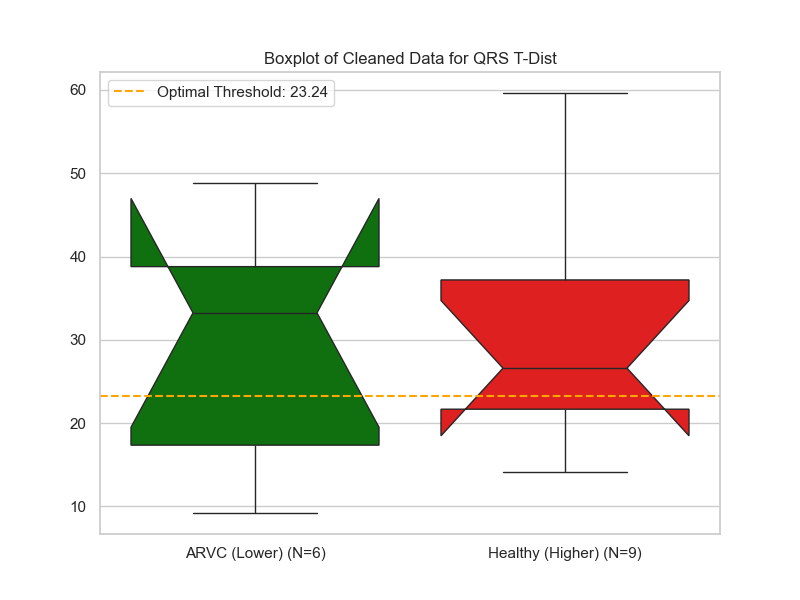 Boxplot of Cleaned Data for QRS T-Dist
Optimal Threshold: 23.24
60
50
40
30
20
10
ARVC (Lower) (N=6)
Healthy (Higher) (N=9)